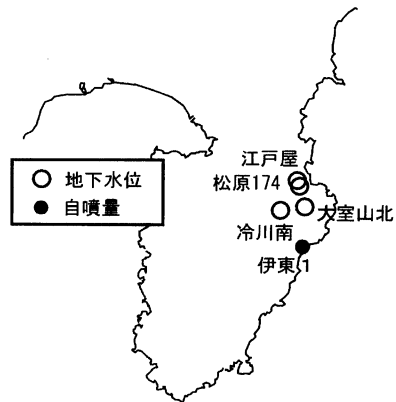 江戸屋
松原174
大室山北
冷川南
伊東1
地下水位
自噴量